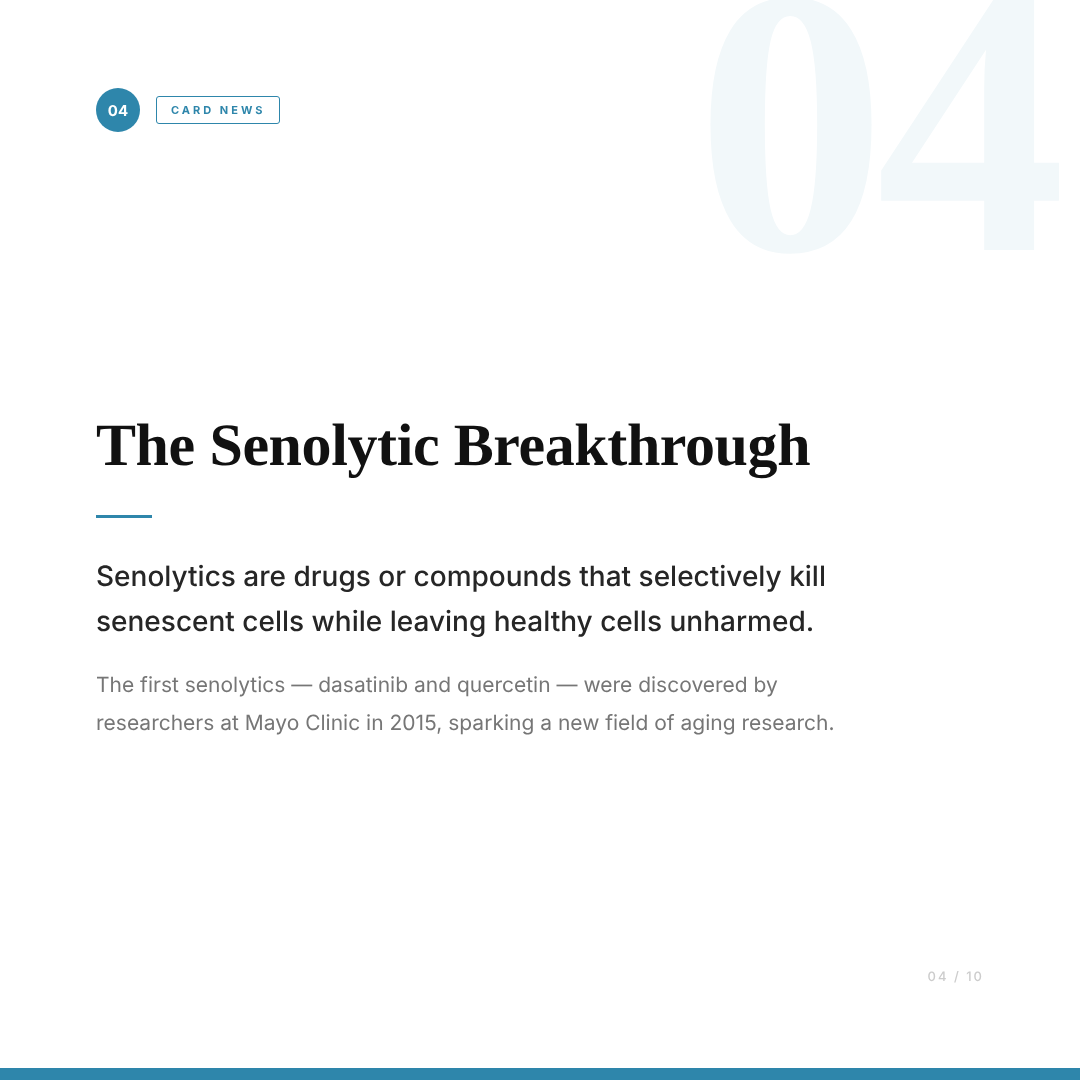 04
04
CARD NEWS
The Senolytic Breakthrough
Senolytics are drugs or compounds that selectively kill
senescent cells while leaving healthy cells unharmed.
The first senolytics — dasatinib and quercetin — were discovered by
researchers at Mayo Clinic in 2015, sparking a new field of aging research.
04 / 10